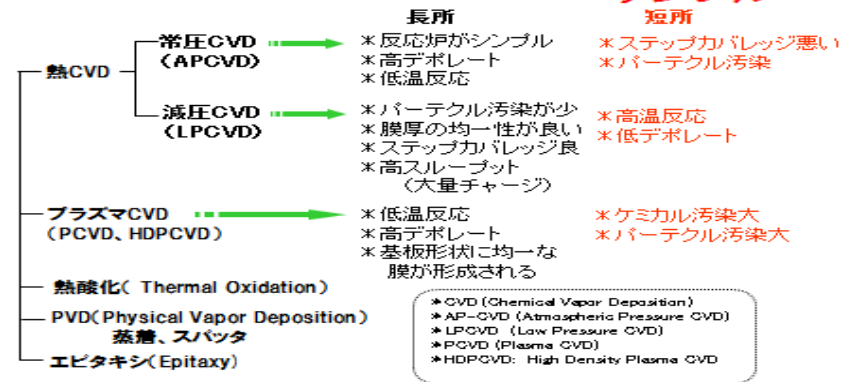 長所
短所
常圧CVD
(APCVD)
＊反応炉がシンプル
＊高デポレート
＊低温反応
＊ステップカバレッジ悪い
＊パーテクル汚染
熱CVD
減圧CVD
(LPCVD)
＊パーテクル汚染が少
＊膜厚の均一性が良い
＊ステップカバレッジ良
＊高スループット
(大量チャージ)
＊高温反応
＊低デポレート
プラズマCVD
(PCVD、HDPCVD)
＊低温反応
＊高デポレート
＊基板形状に均一な
膜が形成される
＊ケミカル汚染大
＊パーテクル汚染大
熱酸化( Thermal Oxidation)
PVD(Physical Vapor Deposition)
蒸着、スパッタ
エピタキシ(Epitaxy)
＊CVD (Chemical Vapor Deposition)
＊AP-CVD (Atmospheric Pressure CVD)
＊LPCVD (Low Pressure CVD)
＊PCVD (Plasma CVD)
＊HDPCVD: High Density Plasma CVD